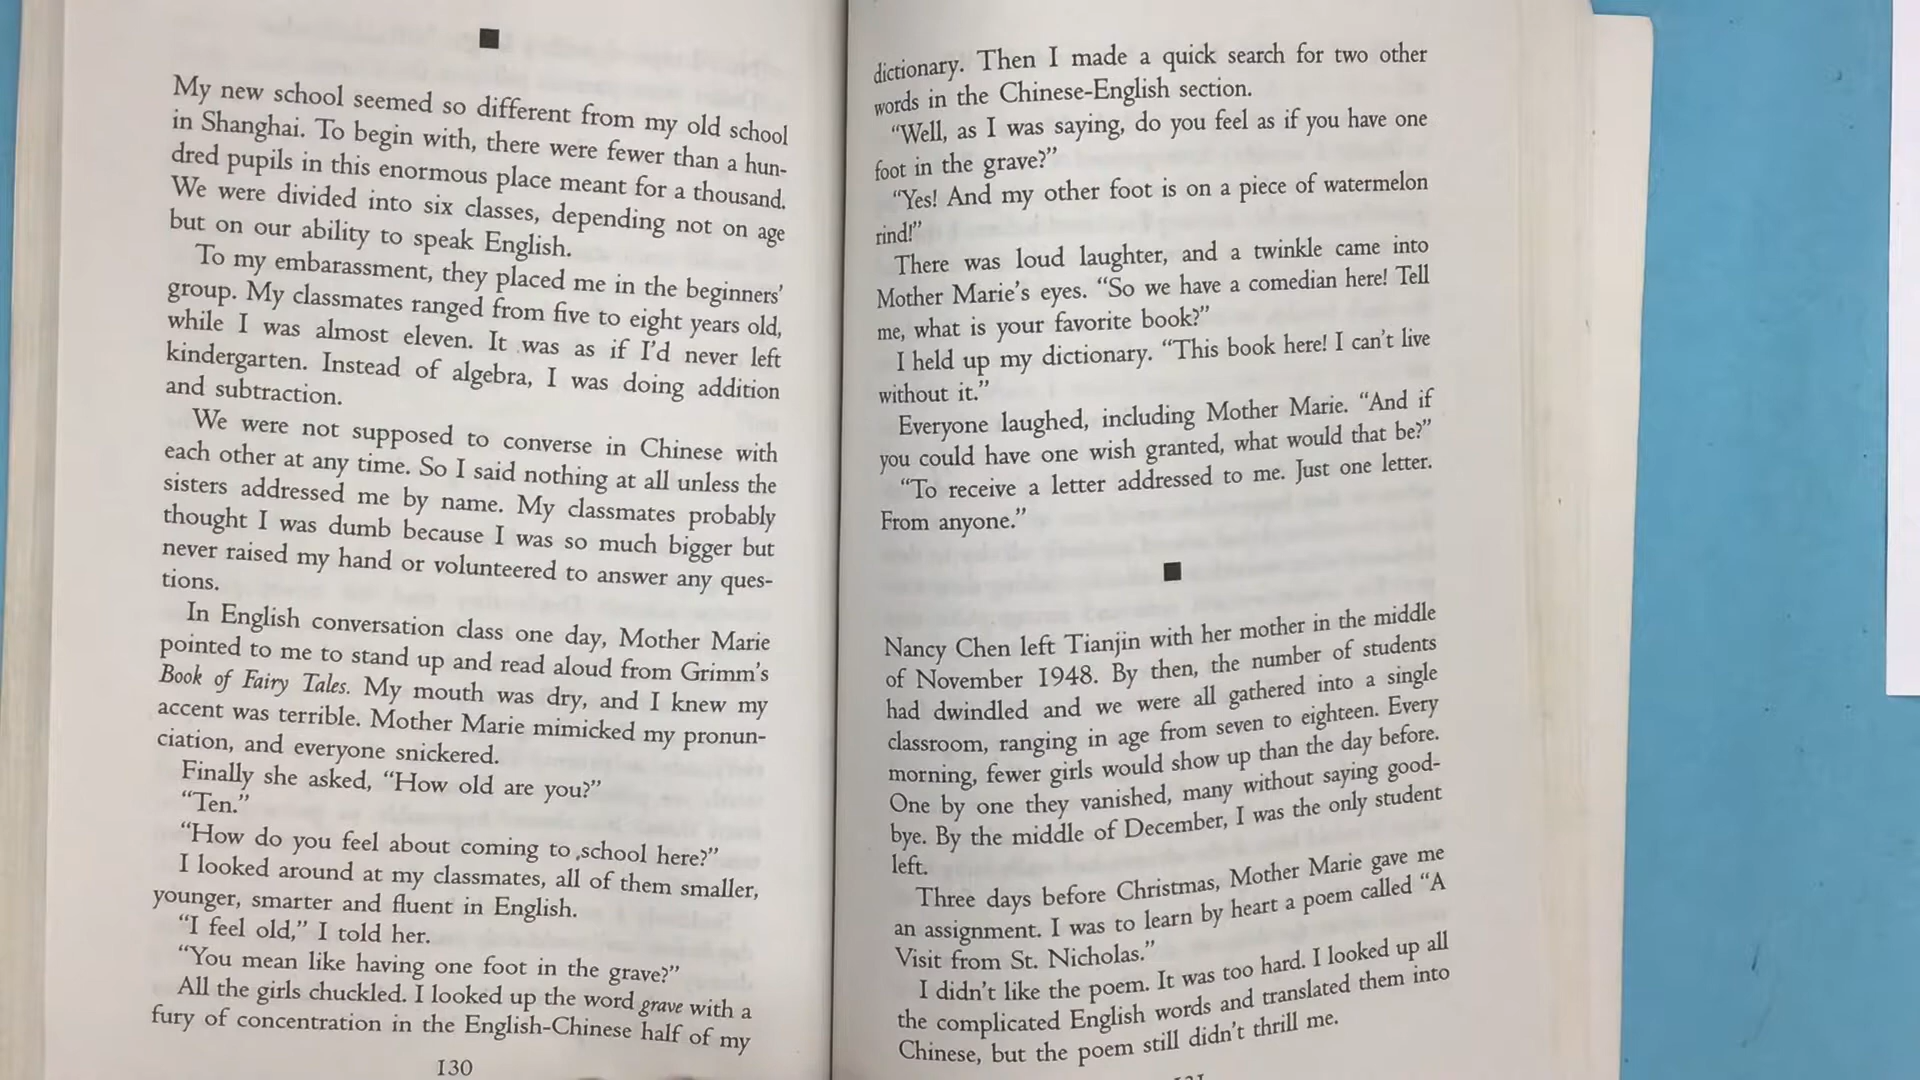 My new school seemed so different from my old school
in Shanghai. To begin with, there were fewer than a hun-
dred pupils in this enormous place meant for a thousand.
We were divided into six classes, depending not on age
but on our ability to speak English.
To my embarassment, they placed me in the beginners'
group. My classmates ranged from five to eight years old,
while I was almost eleven. It was as if I'd never left
kindergarten. Instead of algebra, I was doing addition
and subtraction.
We were not supposed to converse in Chinese with
each other at any time. So I said nothing at all unless the
sisters addressed me by name. My classmates probably
thought I was dumb because I was so much bigger but
never raised my hand or volunteered to answer any ques-
tions.
In English conversation class one day, Mother Marie
pointed to me to stand up and read aloud from Grimm's
Book of Fairy Tales. My mouth was dry, and I knew my
accent was terrible. Mother Marie mimicked my pronun-
ciation, and everyone snickered.
Finally she asked, “How old are you?”
“Ten.”
“How do you feel about coming to school here?”
I looked around at my classmates, all of them smaller,
younger, smarter and fluent in English.
“I feel old,” I told her.
“You mean like having one foot in the grave?”
All the girls chuckled. I looked up the word grave with a
fury of concentration in the English-Chinese half of my
130
dictionary. Then I made a quick search for two other
words in the Chinese-English section.
“Well, as I was saying, do you feel as if you have one
foot in the grave?”
“Yes! And my other foot is on a piece of watermelon
rind!”
There was loud laughter, and a twinkle came into
Mother Marie's eyes. “So we have a comedian here! Tell
me, what is your favorite book?”
I held up my dictionary. “This book here! I can't live
without it.”
Everyone laughed, including Mother Marie. “And if
you could have one wish granted, what would that be?”
“To receive a letter addressed to me. Just one letter.
From anyone.”
Nancy Chen left Tianjin with her mother in the middle
of November 1948. By then, the number of students
had dwindled and we were all gathered into a single
classroom, ranging in age from seven to eighteen. Every
morning, fewer girls would show up than the day before.
One by one they vanished, many without saying good-
bye. By the middle of December, I was the only student
left.
Three days before Christmas, Mother Marie gave me
an assignment. I was to learn by heart a poem called “A
Visit from St. Nicholas.”
I didn't like the poem. It was too hard. I looked up all
the complicated English words and translated them into
Chinese, but the poem still didn't thrill me.